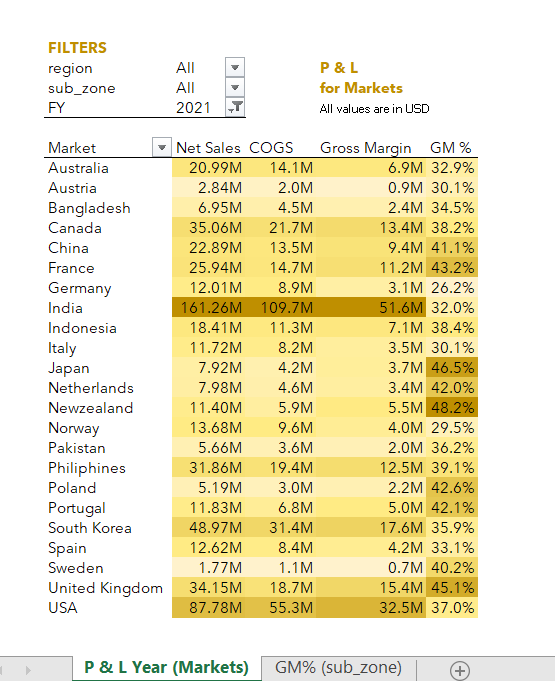 FILTERS
region All P & L
sub_zone All for Markets
FY 2021 All values are in USD
Market Net Sales COGS Gross Margin GM %
Australia 20.99M 14.1M 6.9M 32.9%
Austria 2.84M 2.0M 0.9M 30.1%
Bangladesh 6.95M 4.5M 2.4M 34.5%
Canada 35.06M 21.7M 13.4M 38.2%
China 22.89M 13.5M 9.4M 41.1%
France 25.94M 14.7M 11.2M 43.2%
Germany 12.01M 8.9M 3.1M 26.2%
India 161.26M 109.7M 51.6M 32.0%
Indonesia 18.41M 11.3M 7.1M 38.4%
Italy 11.72M 8.2M 3.5M 30.1%
Japan 7.92M 4.2M 3.7M 46.5%
Netherlands 7.98M 4.6M 3.4M 42.0%
Newzealand 11.40M 5.9M 5.5M 48.2%
Norway 13.68M 9.6M 4.0M 29.5%
Pakistan 5.66M 3.6M 2.0M 36.2%
Philiphines 31.86M 19.4M 12.5M 39.1%
Poland 5.19M 3.0M 2.2M 42.6%
Portugal 11.83M 6.8M 5.0M 42.1%
South Korea 48.97M 31.4M 17.6M 35.9%
Spain 12.62M 8.4M 4.2M 33.1%
Sweden 1.77M 1.1M 0.7M 40.2%
United Kingdom 34.15M 18.7M 15.4M 45.1%
USA 87.78M 55.3M 32.5M 37.0%
P & L Year (Markets) GM% (sub_zone)